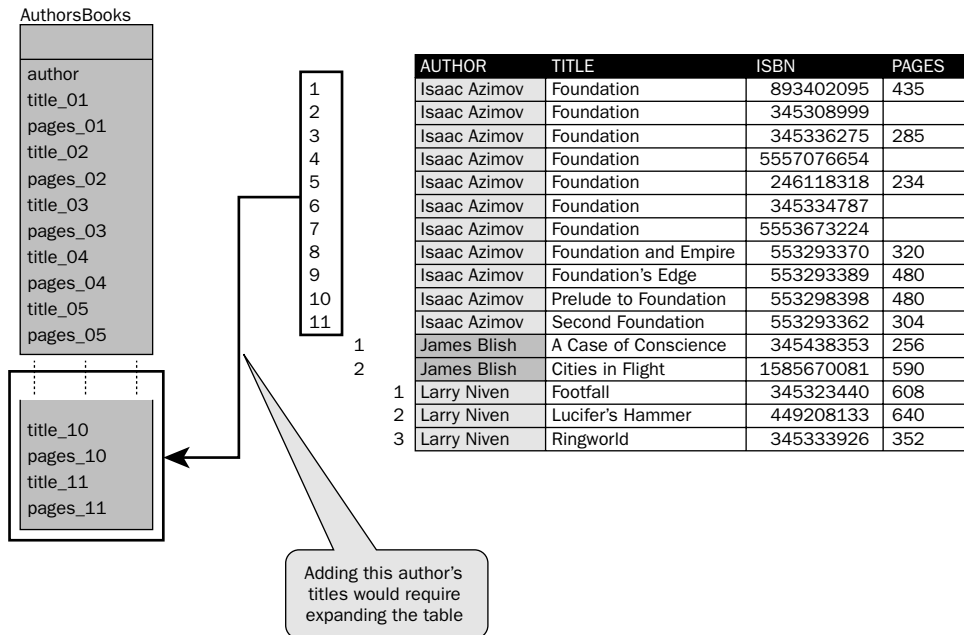 AuthorsBooks
author
title_01
pages_01
title_02
pages_02
title_03
pages_03
title_04
pages_04
title_05
pages_05
title_10
pages_10
title_11
pages_11
AUTHOR TITLE ISBN PAGES
1 Isaac Azimov Foundation 893402095 435
2 Isaac Azimov Foundation 345308999
3 Isaac Azimov Foundation 345336275 285
4 Isaac Azimov Foundation 5557076654
5 Isaac Azimov Foundation 246118318 234
6 Isaac Azimov Foundation 345334787
7 Isaac Azimov Foundation 5553673224
8 Isaac Azimov Foundation and Empire 553293370 320
9 Isaac Azimov Foundation's Edge 553293389 480
10 Isaac Azimov Prelude to Foundation 553298398 480
11 Isaac Azimov Second Foundation 553293362 304
1 James Blish A Case of Conscience 345438353 256
2 James Blish Cities in Flight 1585670081 590
1 Larry Niven Footfall 345323440 608
2 Larry Niven Lucifer's Hammer 449208133 640
3 Larry Niven Ringworld 345333926 352
Adding this author's
titles would require
expanding the table